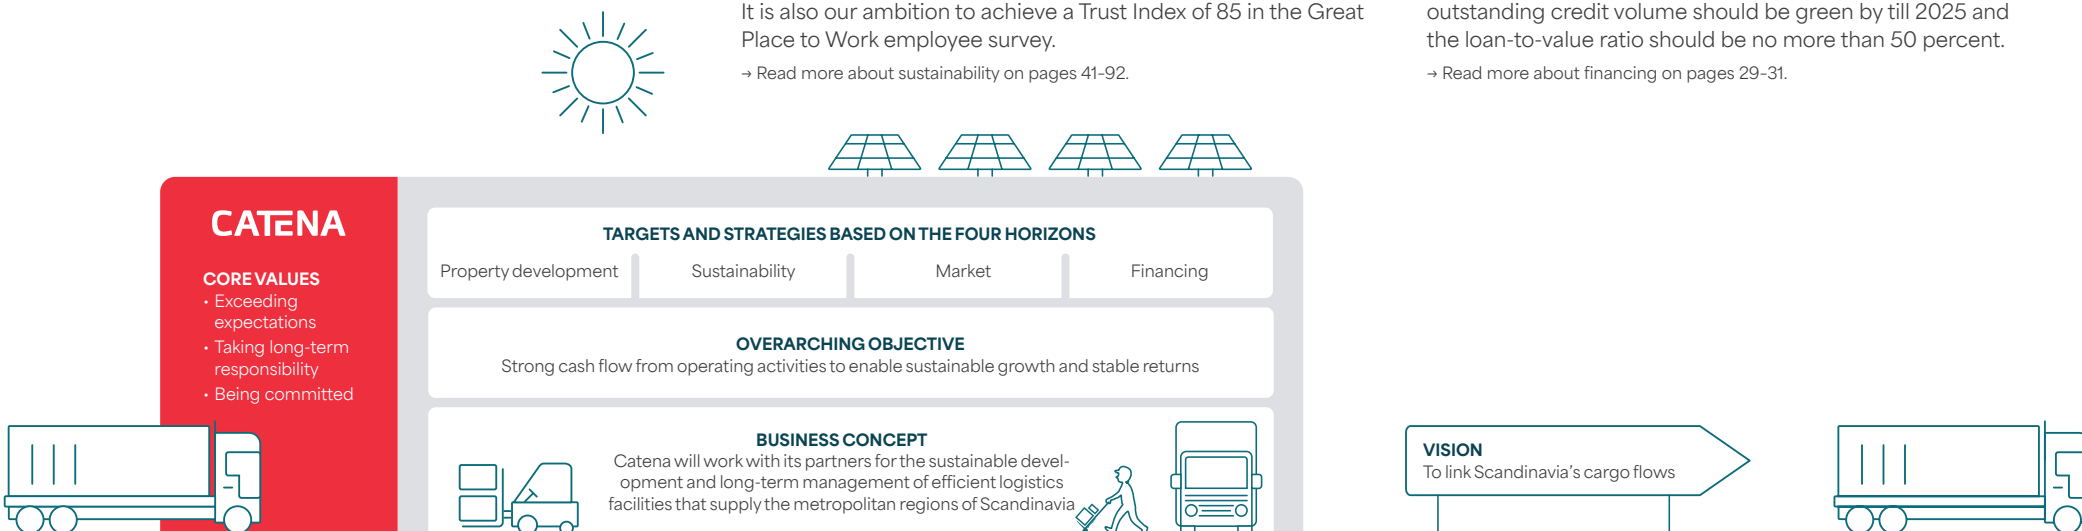 It is also our ambition to achieve a Trust Index of 85 in the Great
Place to Work employee survey.
→ Read more about sustainability on pages 41–92.
outstanding credit volume should be green by till 2025 and
the loan-to-value ratio should be no more than 50 percent.
→ Read more about financing on pages 29–31.
CATENA
CORE VALUES
• Exceeding
expectations
• Taking long-term
responsibility
• Being committed
TARGETS AND STRATEGIES BASED ON THE FOUR HORIZONS
Property development
Sustainability
Market
Financing
OVERARCHING OBJECTIVE
Strong cash flow from operating activities to enable sustainable growth and stable returns
BUSINESS CONCEPT
Catena will work with its partners for the sustainable devel-
opment and long-term management of efficient logistics
facilities that supply the metropolitan regions of Scandinavia
VISION
To link Scandinavia's cargo flows